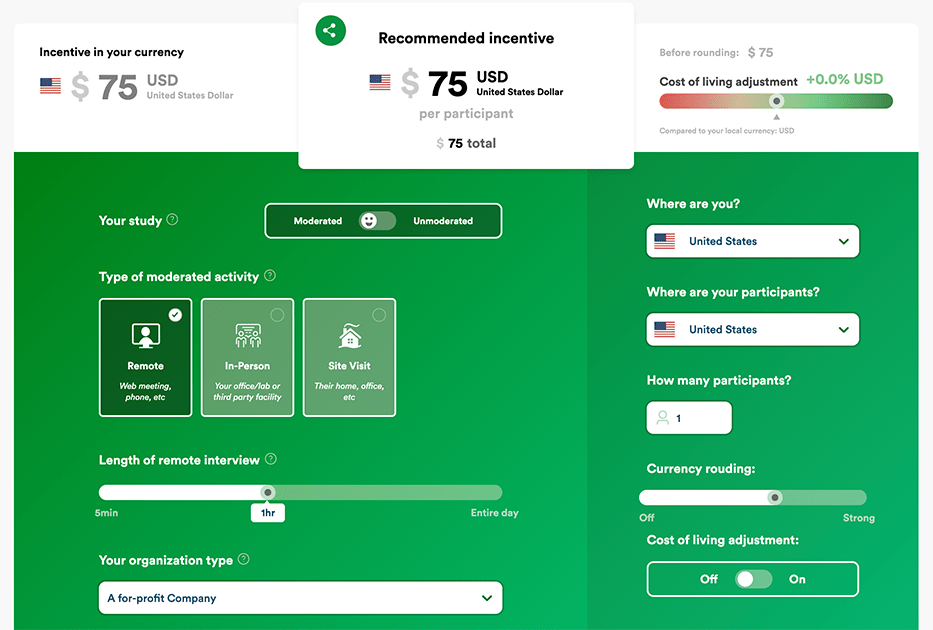 Incentive in your currency
$ 75 USD
United States Dollar
Recommended incentive
$ 75 USD
United States Dollar
per participant
$ 75 total
Before rounding: $ 75
Cost of living adjustment +0.0% USD
Compared to your local currency: USD
Your study ?
Moderated Unmoderated
Type of moderated activity ?
Remote
Web meeting,
phone, etc
In-Person
Your office/lab or
third party facility
Site Visit
Their home, office,
etc
Length of remote interview ?
5min
1hr
Entire day
Your organization type ?
A for-profit Company
Where are you?
United States
Where are your participants?
United States
How many participants?
1
Currency rouding:
Off
Strong
Cost of living adjustment:
Off On